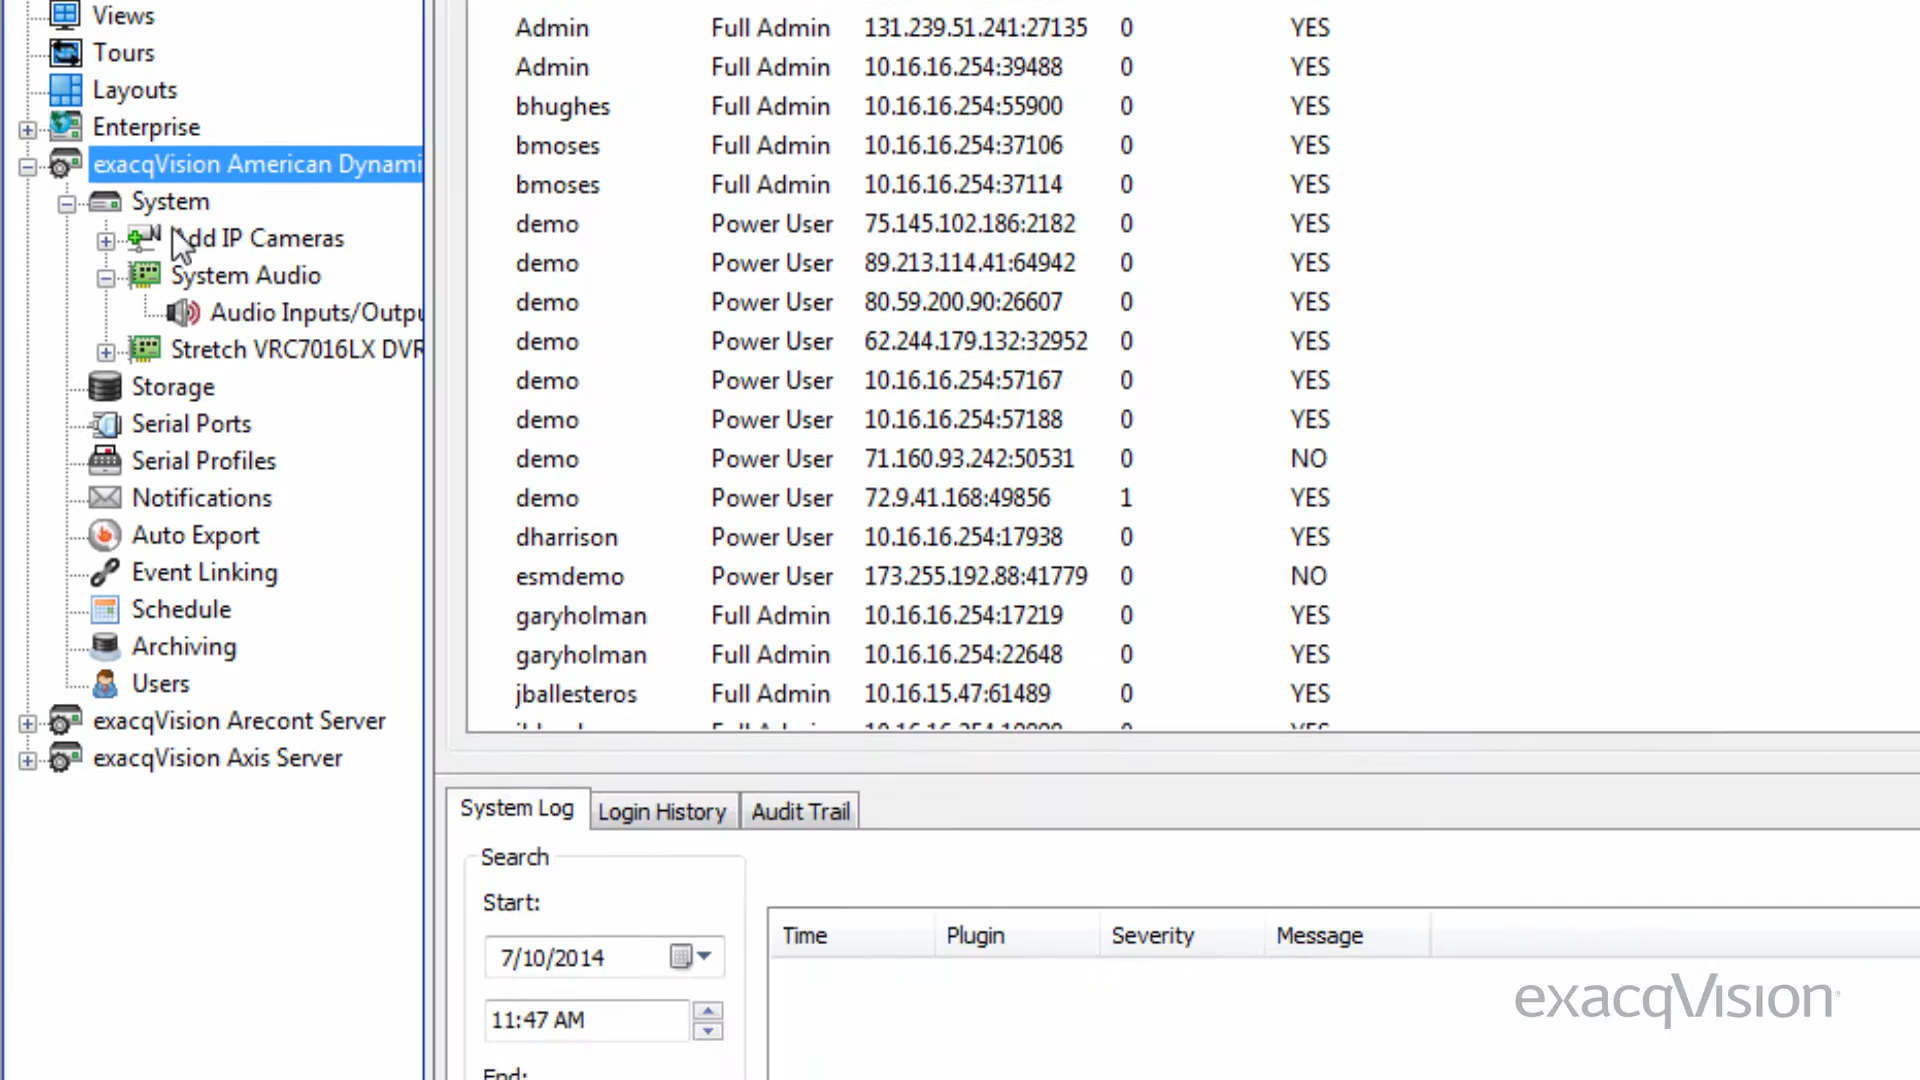 Views
Tours
Layouts
Enterprise
exacqVision American Dynami
System
Add IP Cameras
System Audio
Audio Inputs/Outpu
Stretch VRC7016LX DVR
Storage
Serial Ports
Serial Profiles
Notifications
Auto Export
Event Linking
Schedule
Archiving
Users
exacqVision Arecont Server
exacqVision Axis Server
Admin Full Admin 131.239.51.241:27135 0 YES
Admin Full Admin 10.16.16.254:39488 0 YES
bhughes Full Admin 10.16.16.254:55900 0 YES
bmoses Full Admin 10.16.16.254:37106 0 YES
bmoses Full Admin 10.16.16.254:37114 0 YES
demo Power User 75.145.102.186:2182 0 YES
demo Power User 89.213.114.41:64942 0 YES
demo Power User 80.59.200.90:26607 0 YES
demo Power User 62.244.179.132:32952 0 YES
demo Power User 10.16.16.254:57167 0 YES
demo Power User 10.16.16.254:57188 0 YES
demo Power User 71.160.93.242:50531 0 NO
demo Power User 72.9.41.168:49856 1 YES
dharrison Power User 10.16.16.254:17938 0 YES
esmdemo Power User 173.255.192.88:41779 0 NO
garyholman Full Admin 10.16.16.254:17219 0 YES
garyholman Full Admin 10.16.16.254:22648 0 YES
jballesteros Full Admin 10.16.15.47:61489 0 YES
System Log Login History Audit Trail
Search
Start:
7/10/2014
11:47 AM
End:
Time Plugin Severity Message
exacqVision